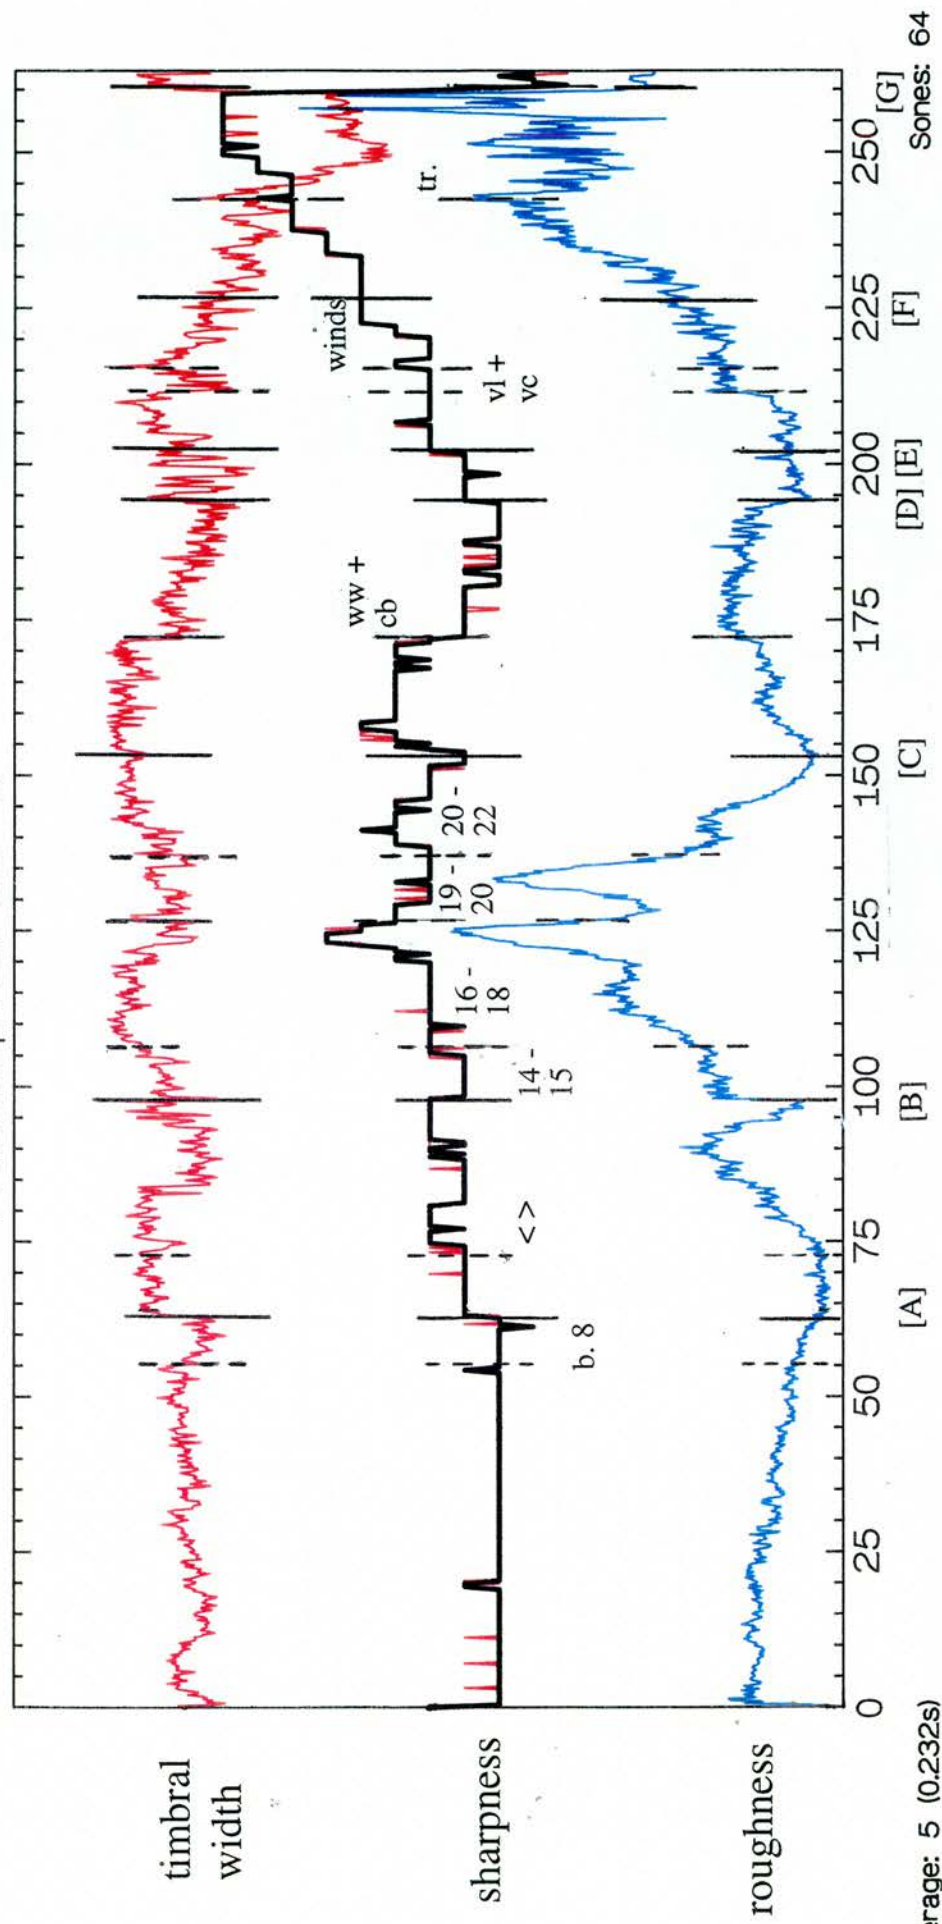 timbral
width
sharpness
roughness
b. 8
< >
14 -
15
16 -
18
19 -
20
20 -
22
ww +
cb
vl +
vc
winds
tr.
0 25 50 75 100 125 150 175 200 225 250
[A] [B] [C] [D] [E] [F] [G]
5 (0.232s)
Sones: 64